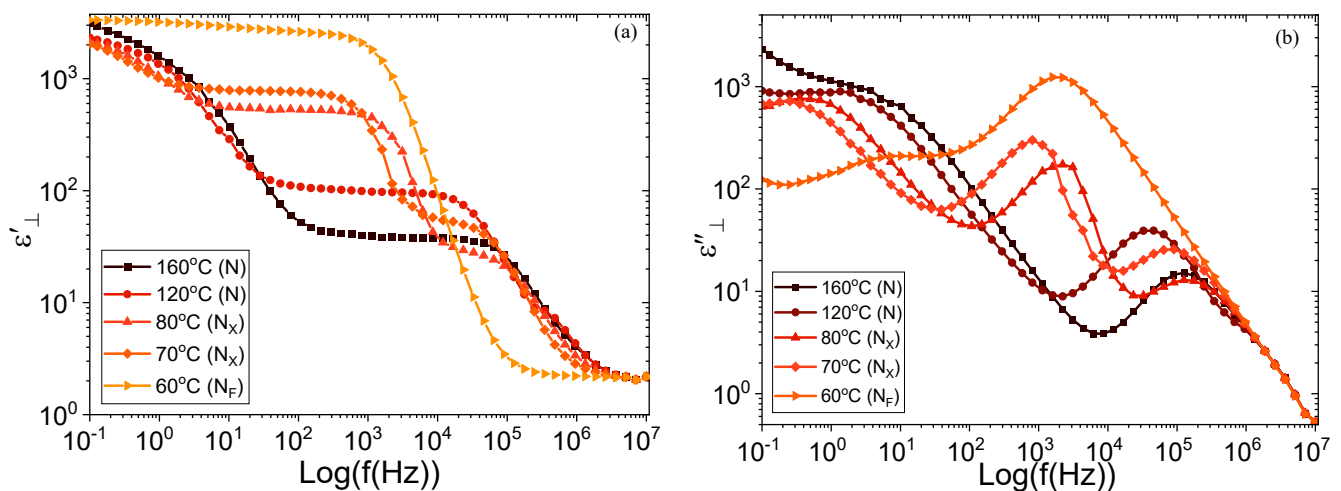 (a)
ε'⊥
10³
10²
10¹
10⁰
160°C (N)
120°C (N)
80°C (Nₓ)
70°C (Nₓ)
60°C (N_F)
10⁻¹ 10⁰ 10¹ 10² 10³ 10⁴ 10⁵ 10⁶ 10⁷
Log(f(Hz))
(b)
ε"⊥
10⁴
10³
10²
10¹
10⁰
160°C (N)
120°C (N)
80°C (Nₓ)
70°C (Nₓ)
60°C (N_F)
10⁻¹ 10⁰ 10¹ 10² 10³ 10⁴ 10⁵ 10⁶ 10⁷
Log(f(Hz))